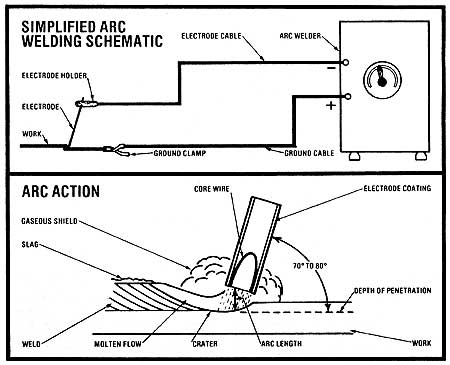 SIMPLIFIED ARC
WELDING SCHEMATIC
ELECTRODE CABLE
ARC WELDER
ELECTRODE HOLDER
ELECTRODE
WORK
GROUND CLAMP
GROUND CABLE
−
+
ARC ACTION
CORE WIRE
ELECTRODE COATING
GASEOUS SHIELD
SLAG
70° TO 80°
DEPTH OF PENETRATION
WELD
MOLTEN FLOW
CRATER
ARC LENGTH
WORK